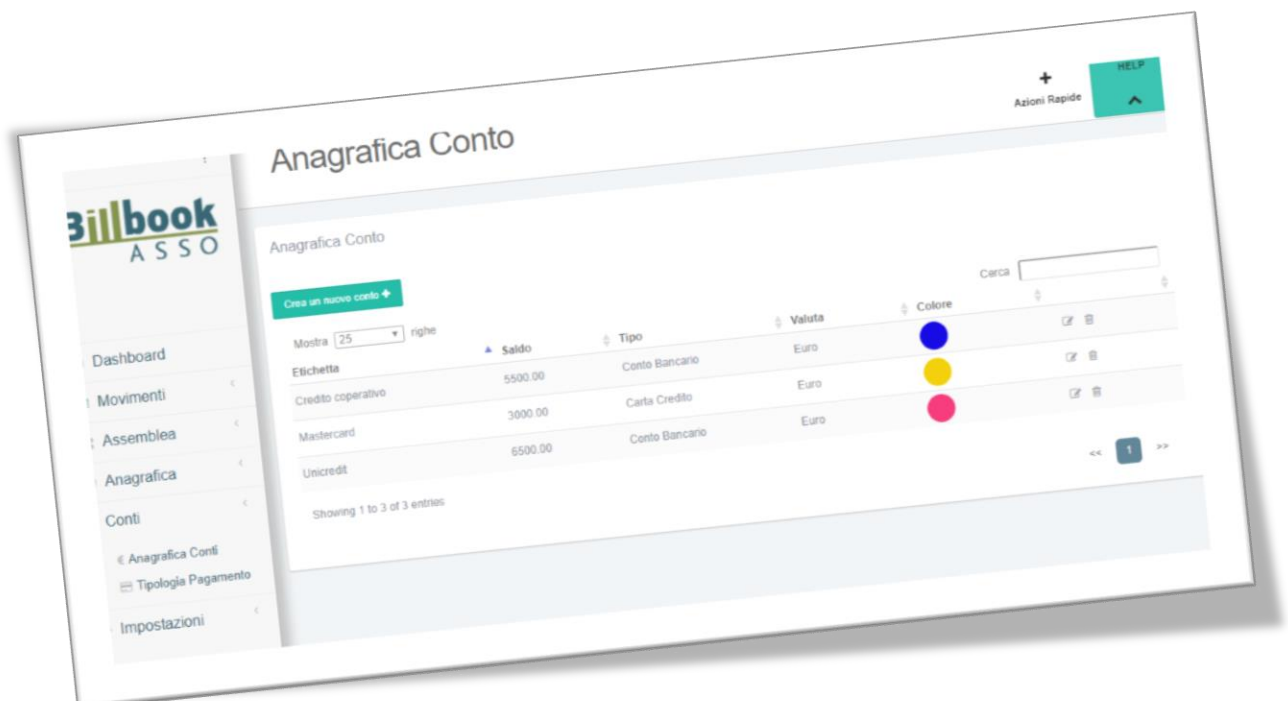 HELP
+
Azioni Rapide
Anagrafica Conto
Billbook
ASSO
Anagrafica Conto
Crea un nuovo conto +
Cerca
Mostra 25 righe
Etichetta Saldo Tipo Valuta Colore
Credito coperativo 5500.00 Conto Bancario Euro
Mastercard 3000.00 Carta Credito Euro
Unicredit 6500.00 Conto Bancario Euro
Showing 1 to 3 of 3 entries
<< 1 >>
Dashboard
Movimenti
Assemblea
Anagrafica
Conti
€ Anagrafica Conti
Tipologia Pagamento
Impostazioni